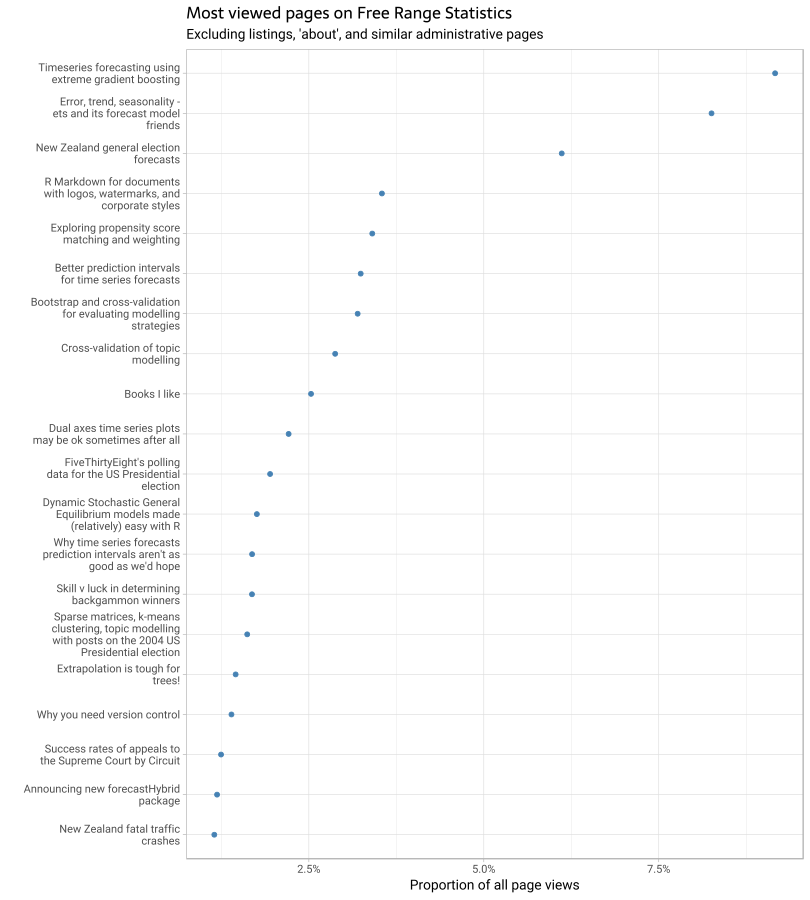 Most viewed pages on Free Range Statistics
Excluding listings, 'about', and similar administrative pages
Timeseries forecasting using
extreme gradient boosting
Error, trend, seasonality -
ets and its forecast model
friends
New Zealand general election
forecasts
R Markdown for documents
with logos, watermarks, and
corporate styles
Exploring propensity score
matching and weighting
Better prediction intervals
for time series forecasts
Bootstrap and cross-validation
for evaluating modelling
strategies
Cross-validation of topic
modelling
Books I like
Dual axes time series plots
may be ok sometimes after all
FiveThirtyEight's polling
data for the US Presidential
election
Dynamic Stochastic General
Equilibrium models made
(relatively) easy with R
Why time series forecasts
prediction intervals aren't as
good as we'd hope
Skill v luck in determining
backgammon winners
Sparse matrices, k-means
clustering, topic modelling
with posts on the 2004 US
Presidential election
Extrapolation is tough for
trees!
Why you need version control
Success rates of appeals to
the Supreme Court by Circuit
Announcing new forecastHybrid
package
New Zealand fatal traffic
crashes
2.5% 5.0% 7.5%
Proportion of all page views